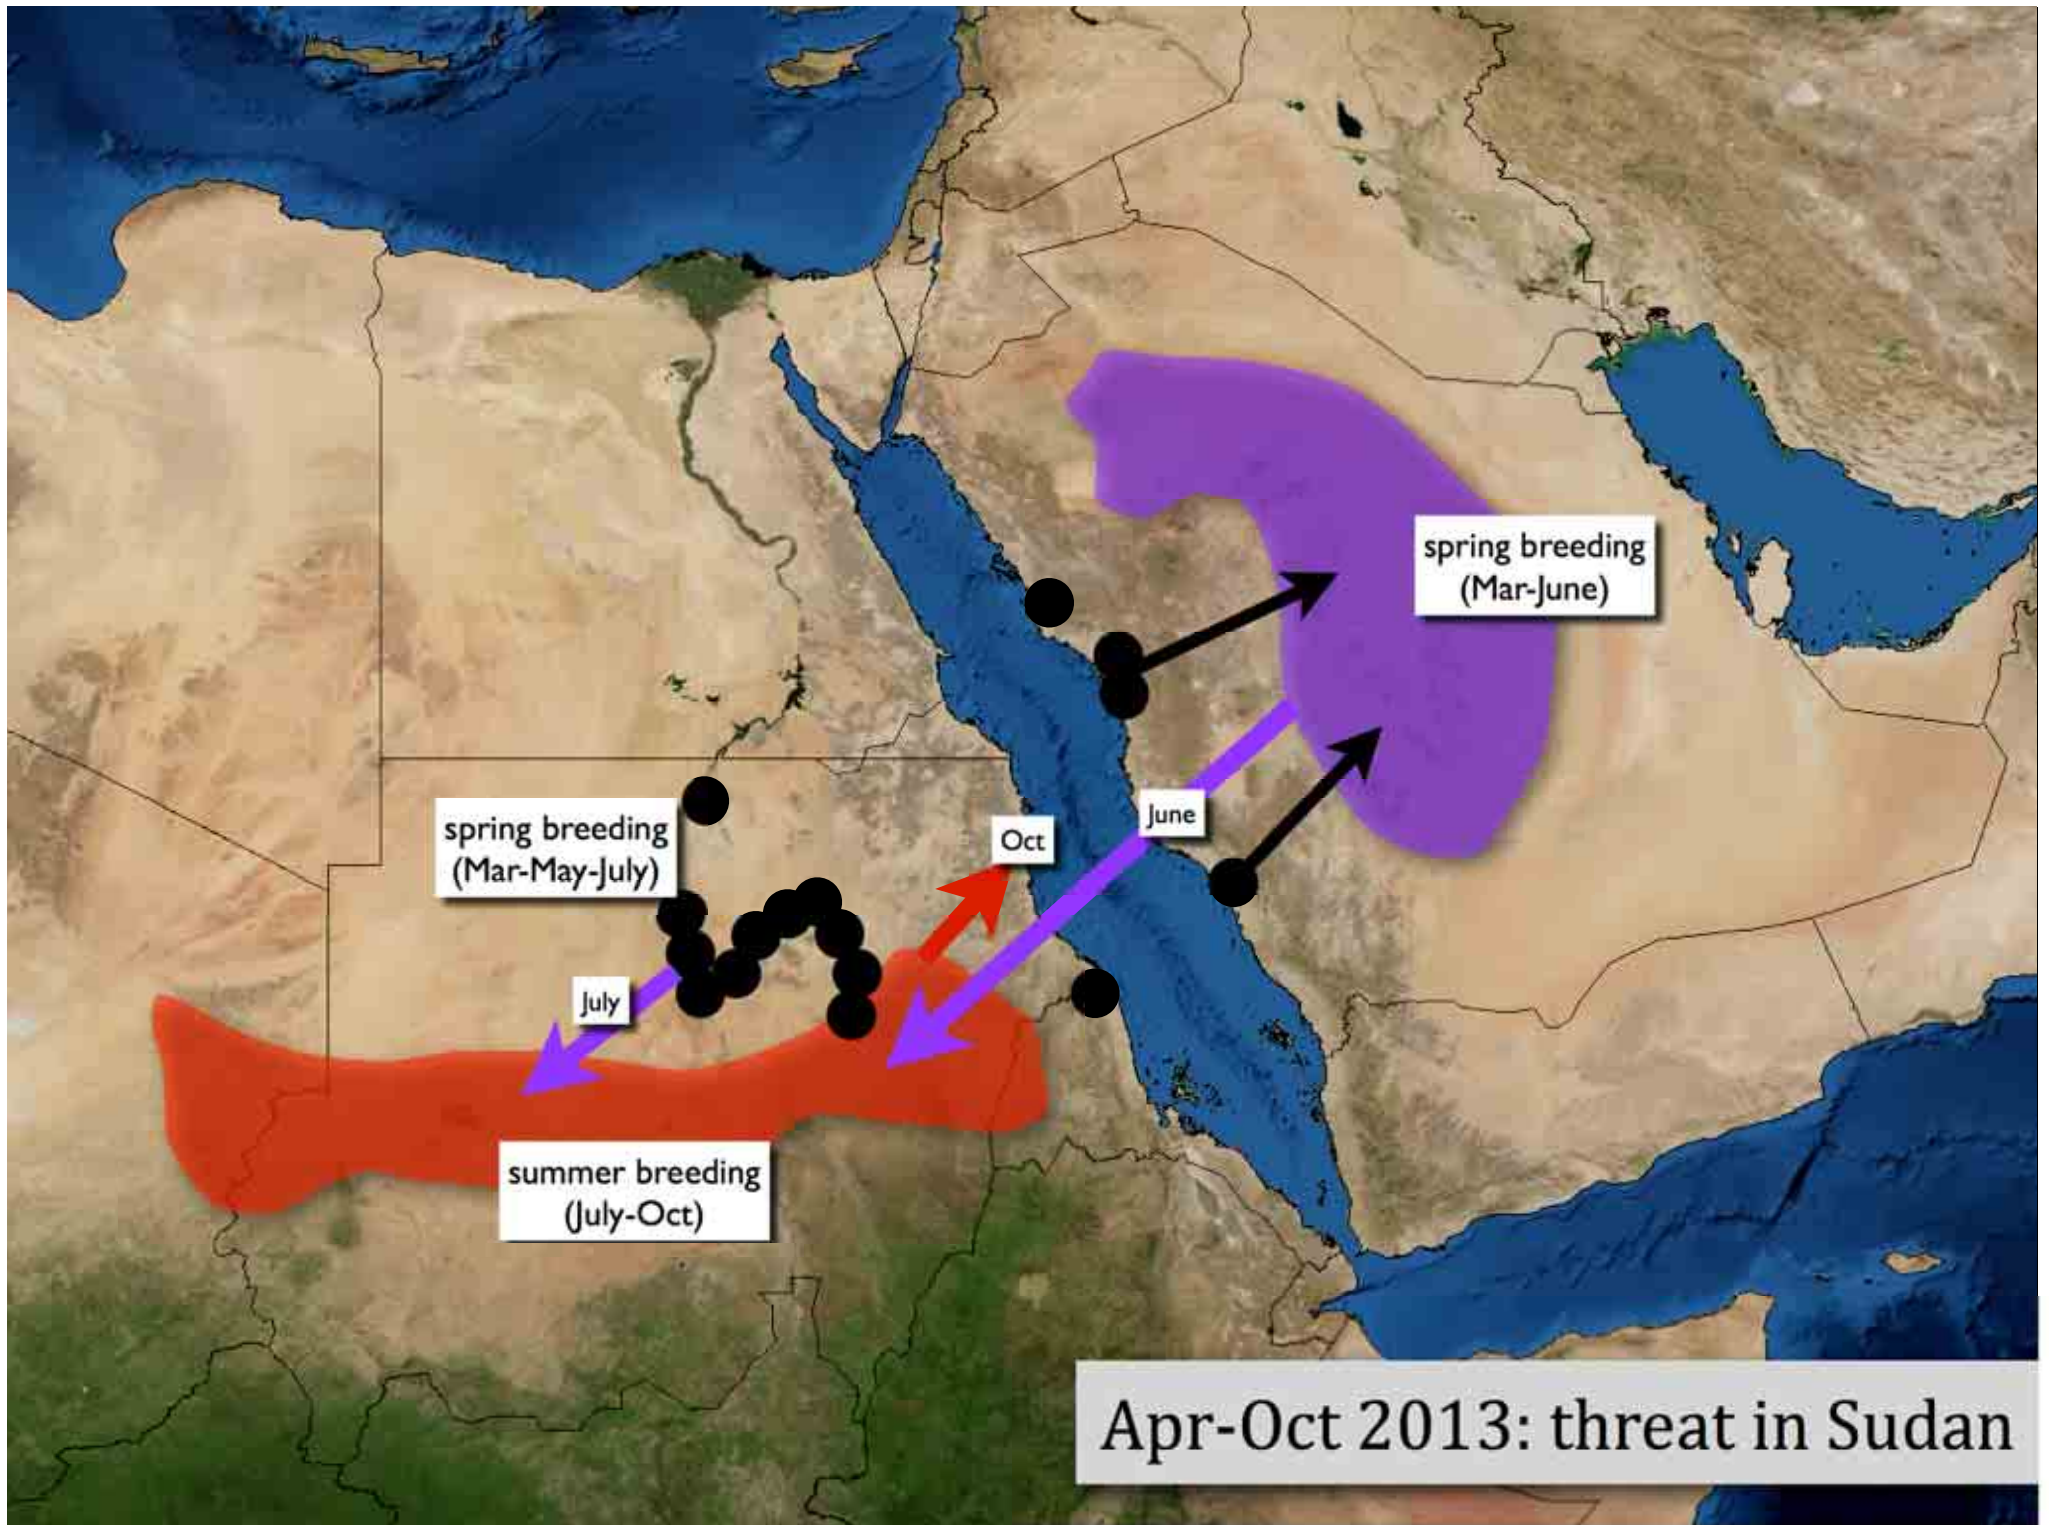 spring breeding
(Mar-June)
June
Oct
spring breeding
(Mar-May-July)
July
summer breeding
(July-Oct)
Apr-Oct 2013: threat in Sudan